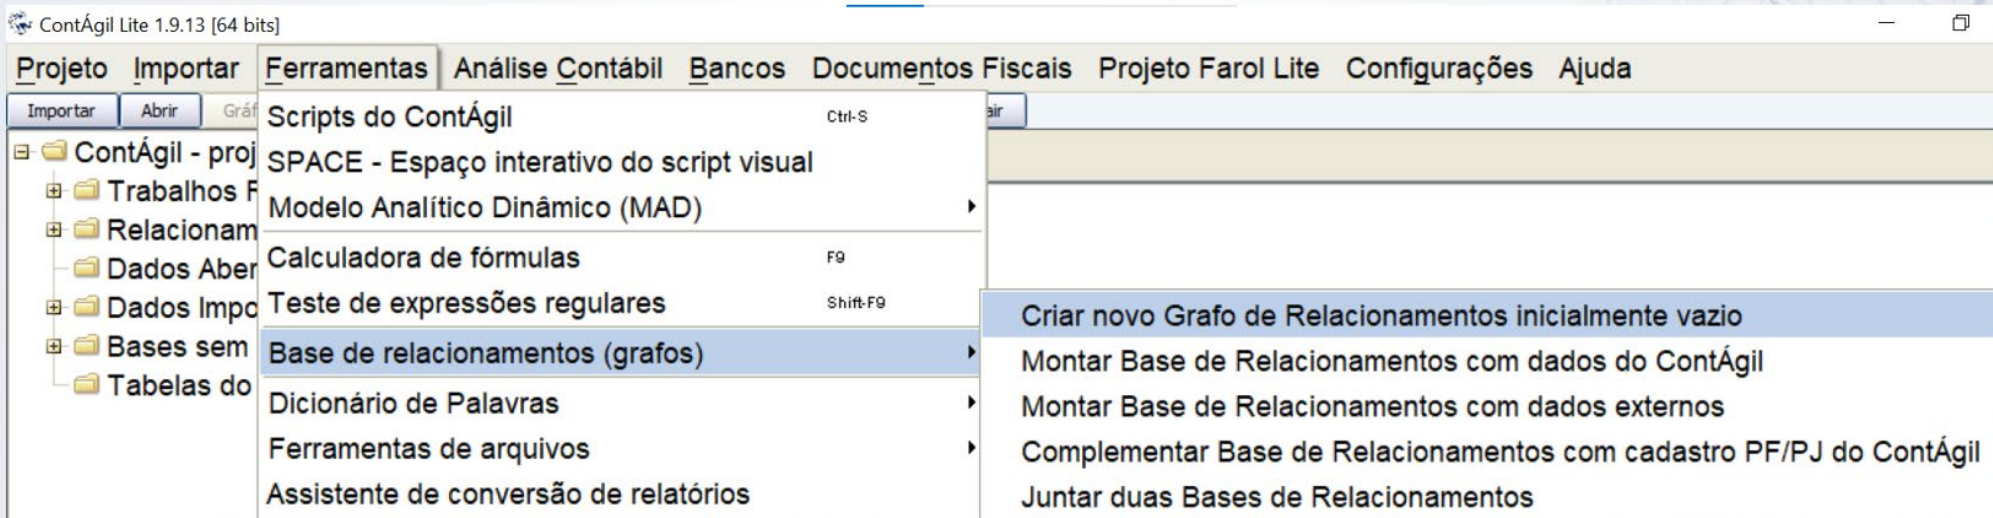 ContÁgil Lite 1.9.13 [64 bits]
Projeto Importar Ferramentas Análise Contábil Bancos Documentos Fiscais Projeto Farol Lite Configurações Ajuda
Importar Abrir Gráf air
ContÁgil - proj
Trabalhos F
Relacionam
Dados Aber
Dados Impo
Bases sem
Tabelas do
Scripts do ContÁgil Ctrl-S
SPACE - Espaço interativo do script visual
Modelo Analítico Dinâmico (MAD)
Calculadora de fórmulas F9
Teste de expressões regulares Shift-F9
Base de relacionamentos (grafos)
Dicionário de Palavras
Ferramentas de arquivos
Assistente de conversão de relatórios
Criar novo Grafo de Relacionamentos inicialmente vazio
Montar Base de Relacionamentos com dados do ContÁgil
Montar Base de Relacionamentos com dados externos
Complementar Base de Relacionamentos com cadastro PF/PJ do ContÁgil
Juntar duas Bases de Relacionamentos